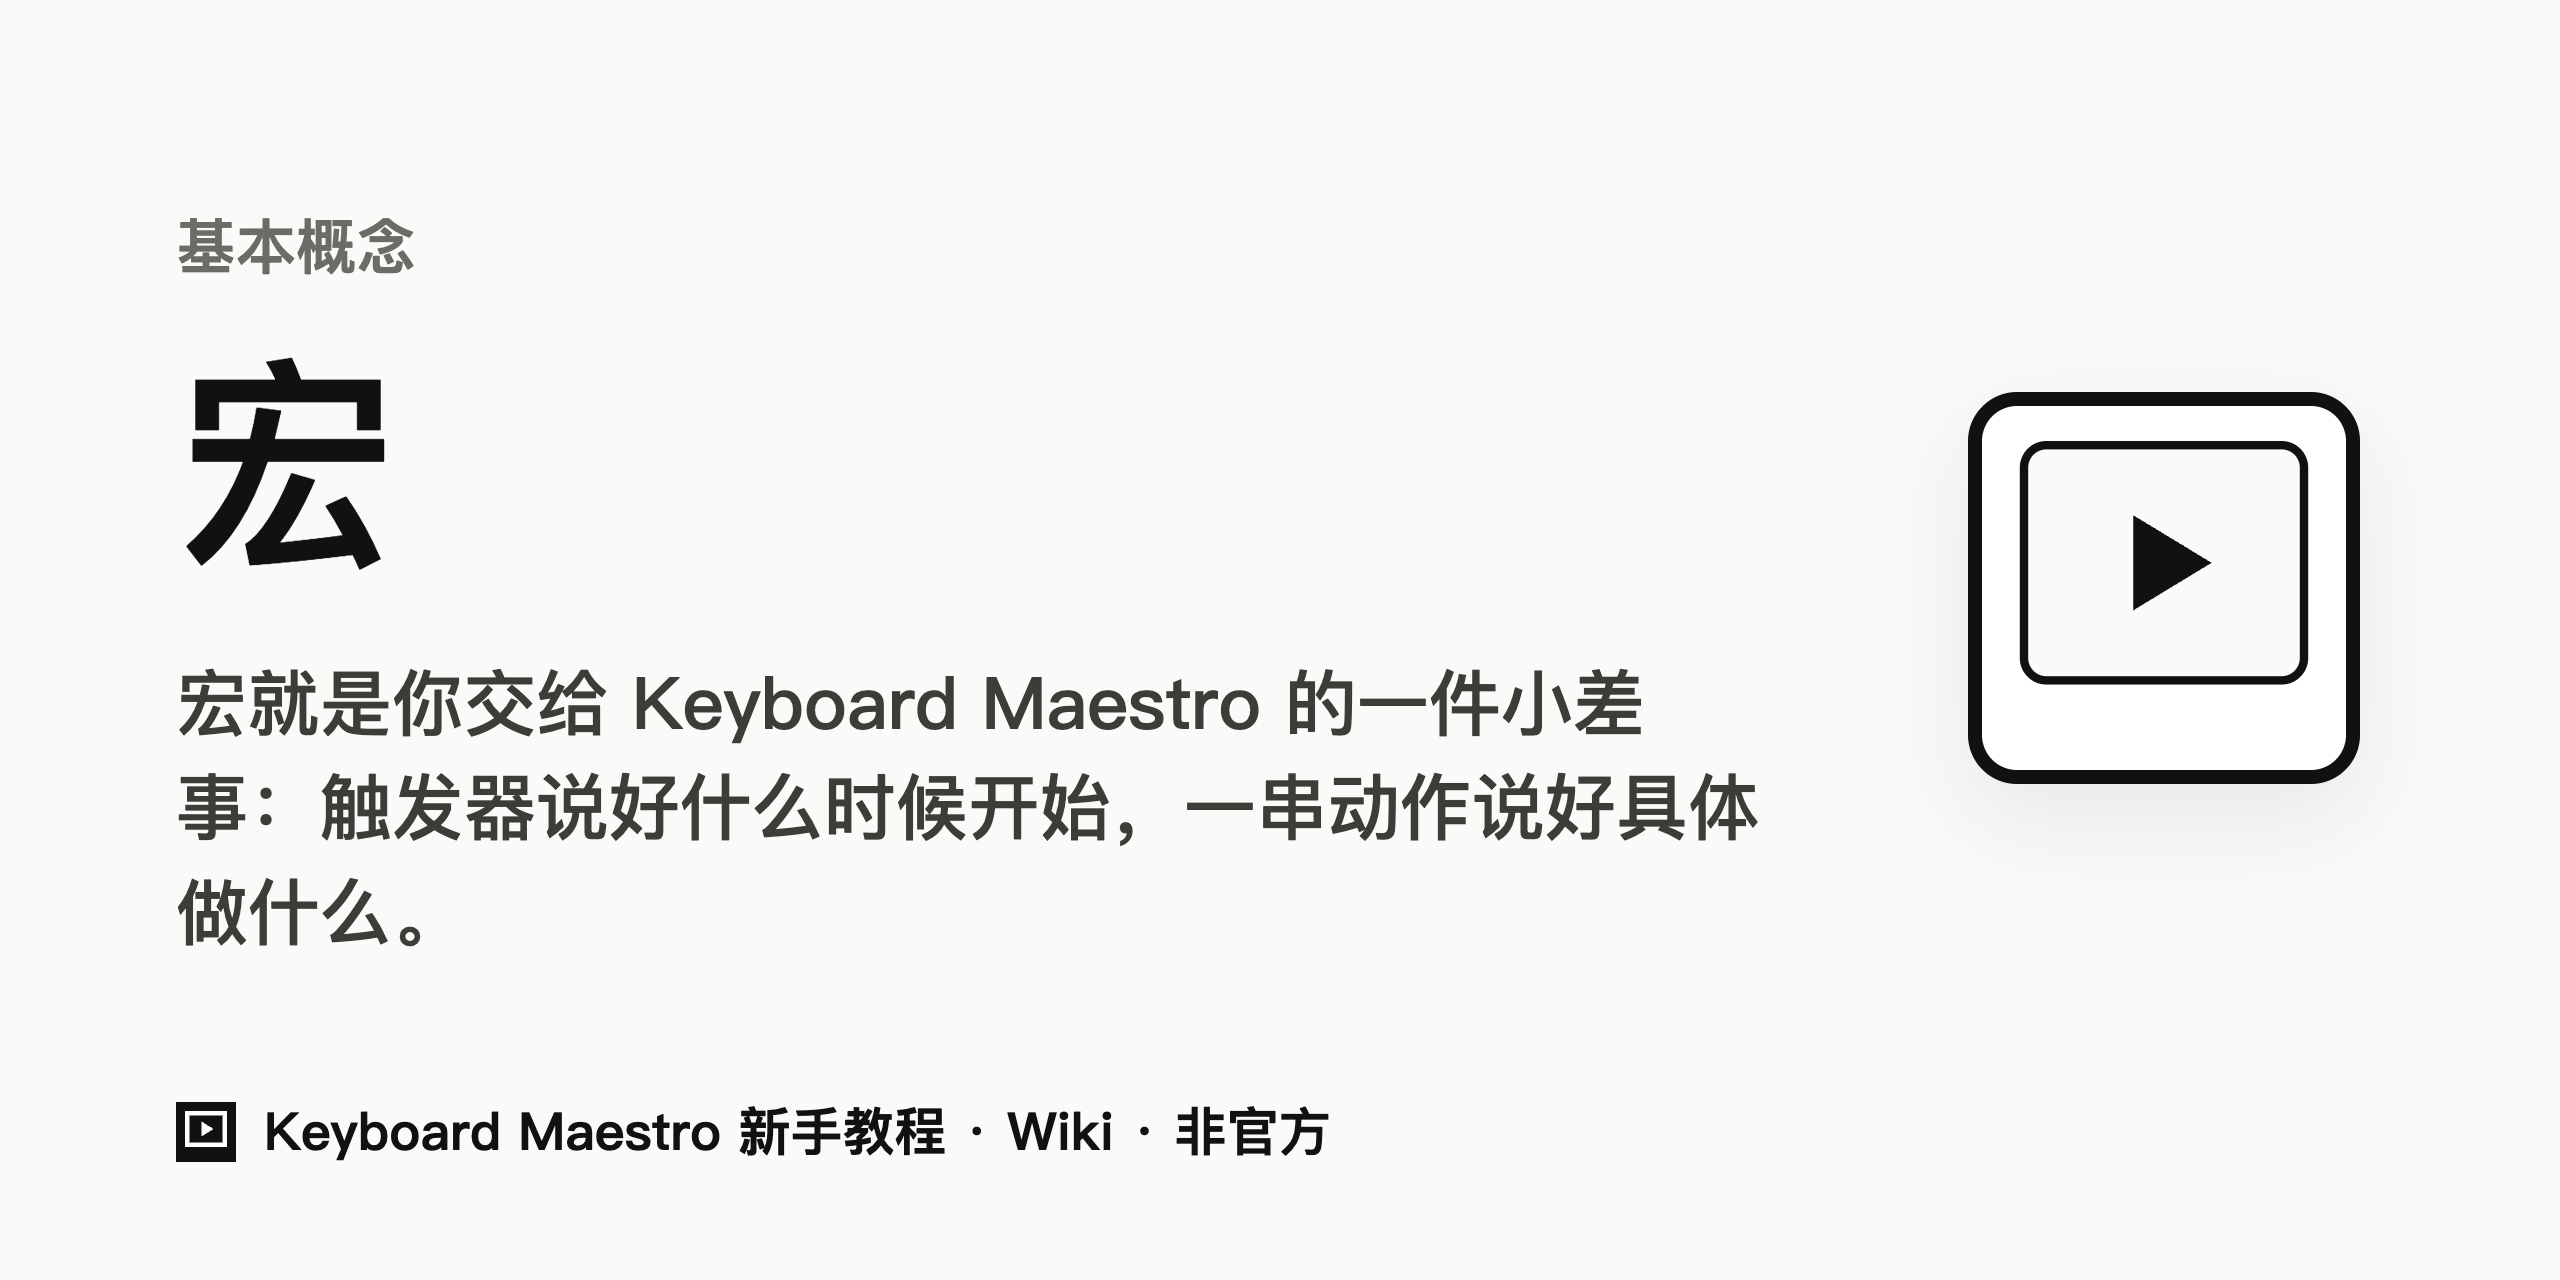 基本概念
宏
宏就是你交给 Keyboard Maestro 的一件小差
事：触发器说好什么时候开始，一串动作说好具体
做什么。
Keyboard Maestro 新手教程 · Wiki · 非官方